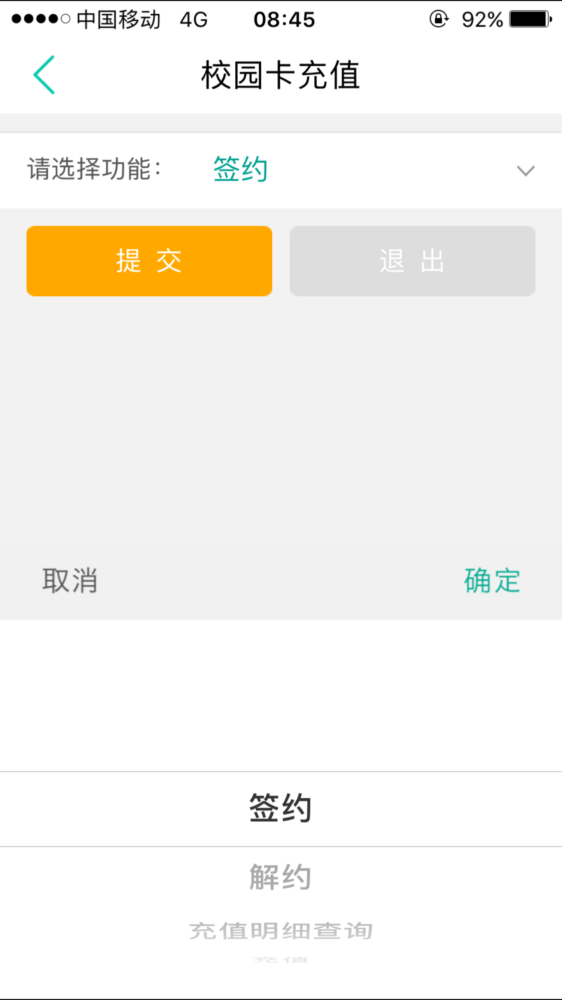 中国移动 4G 08:45 92%
校园卡充值
请选择功能： 签约
提 交 退 出
取消 确定
签约
解约
充值明细查询
充值